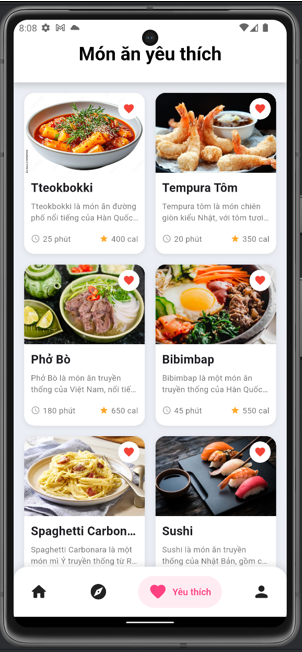 8:08
Món ăn yêu thích
Tteokbokki
Tteokbokki là món ăn đường
phố nổi tiếng của Hàn Quốc...
25 phút
400 cal
Tempura Tôm
Tempura tôm là món chiên
giòn kiểu Nhật, với tôm tươi...
20 phút
350 cal
Phở Bò
Phở Bò là món ăn truyền
thống của Việt Nam, nổi tiế...
180 phút
650 cal
Bibimbap
Bibimbap là một món ăn
truyền thống của Hàn Quốc...
45 phút
550 cal
Spaghetti Carbon...
Spaghetti Carbonara là một
món mì Ý truyền thống từ R...
Sushi
Sushi là món ăn truyền
thống của Nhật Bản, gồm c...
Yêu thích